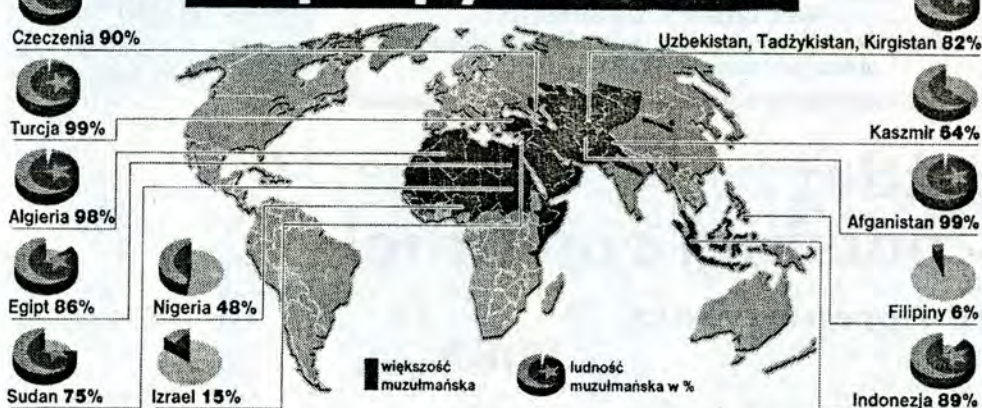 Czeczenia 90%
Uzbekistan, Tadżykistan, Kirgistan 82%
Turcja 99%
Kaszmir 64%
Algieria 98%
Afganistan 99%
Egipt 86%
Nigeria 48%
Filipiny 6%
Sudan 75%
Izrael 15%
większość
muzułmańska
ludność
muzułmańska w %
Indonezja 89%